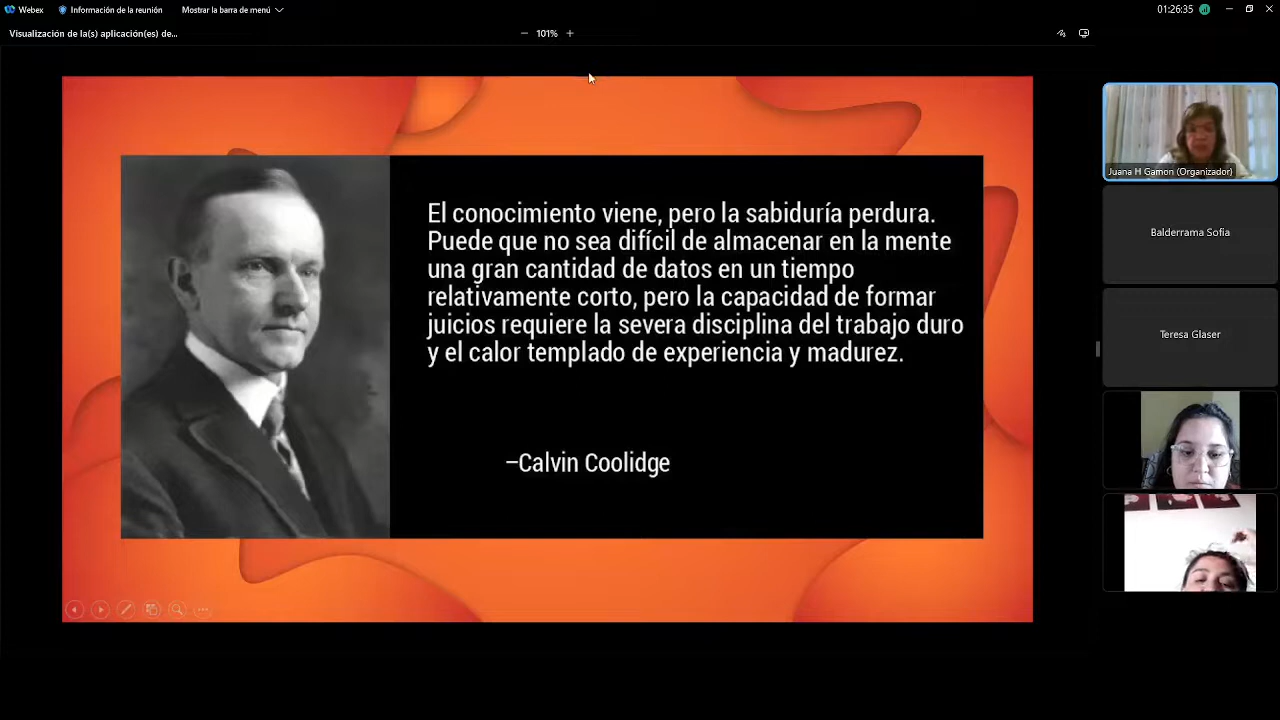 Webex
Información de la reunión
Mostrar la barra de menú
01:26:35
Visualización de la(s) aplicación(es) de...
101%
El conocimiento viene, pero la sabiduría perdura.
Puede que no sea difícil de almacenar en la mente
una gran cantidad de datos en un tiempo
relativamente corto, pero la capacidad de formar
juicios requiere la severa disciplina del trabajo duro
y el calor templado de experiencia y madurez.
–Calvin Coolidge
Juana H Gamon (Organizador)
Balderrama Sofia
Teresa Glaser